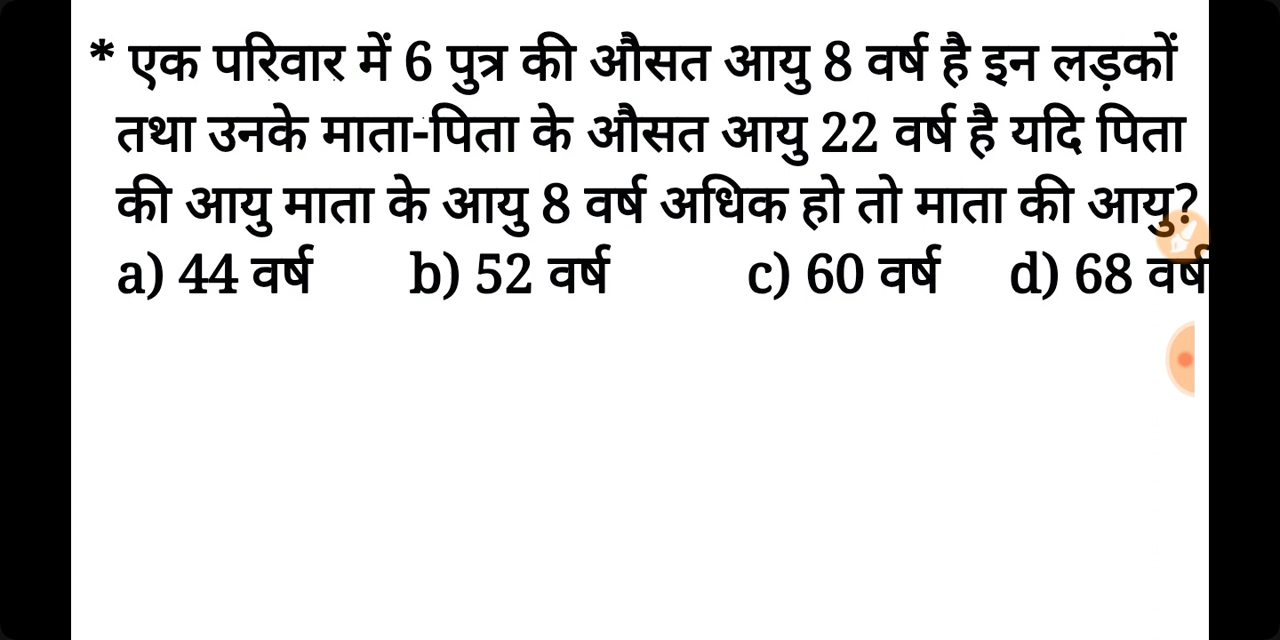 * एक परिवार में 6 पुत्र की औसत आयु 8 वर्ष है इन लड़कों
तथा उनके माता-पिता के औसत आयु 22 वर्ष है यदि पिता
की आयु माता के आयु 8 वर्ष अधिक हो तो माता की आयु?
a) 44 वर्ष b) 52 वर्ष c) 60 वर्ष d) 68 वर्ष